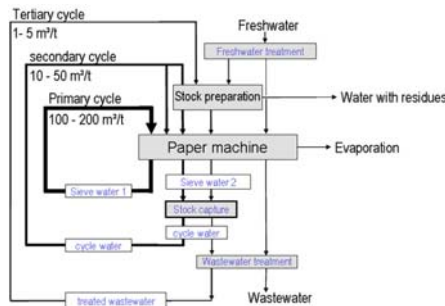 Tertiary cycle
1- 5 m³/t
Freshwater
Freshwater treatment
secondary cycle
10 - 50 m³/t
Primary cycle
100 - 200 m³/t
Stock preparation
Water with residues
Paper machine
Evaporation
Sieve water 1
Sieve water 2
Stock capture
cycle water
cycle water
Wastewater treatment
treated wastewater
Wastewater